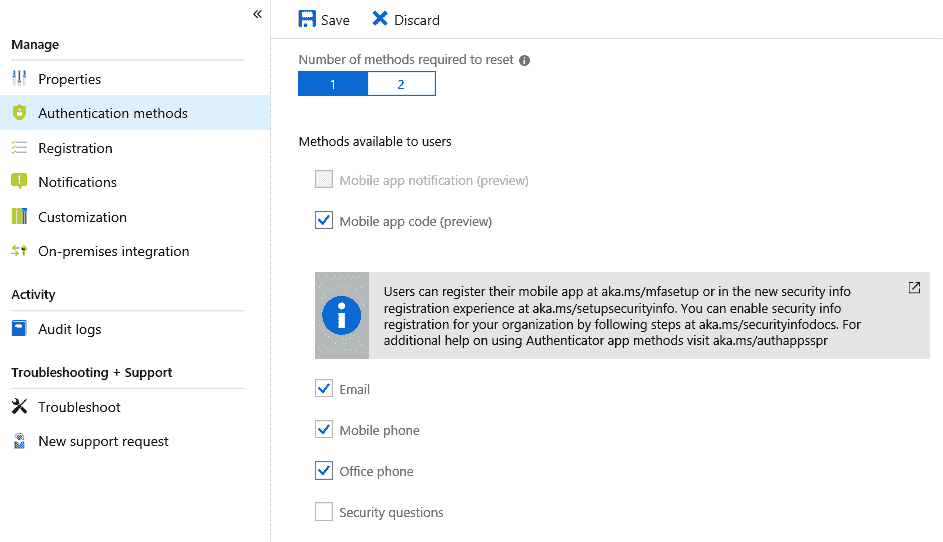 Manage
Properties
Authentication methods
Registration
Notifications
Customization
On-premises integration
Activity
Audit logs
Troubleshooting + Support
Troubleshoot
New support request
Save Discard
Number of methods required to reset
1 2
Methods available to users
Mobile app notification (preview)
Mobile app code (preview)
Users can register their mobile app at aka.ms/mfasetup or in the new security info
registration experience at aka.ms/setupsecurityinfo. You can enable security info
registration for your organization by following steps at aka.ms/securityinfodocs. For
additional help on using Authenticator app methods visit aka.ms/authappsspr
Email
Mobile phone
Office phone
Security questions